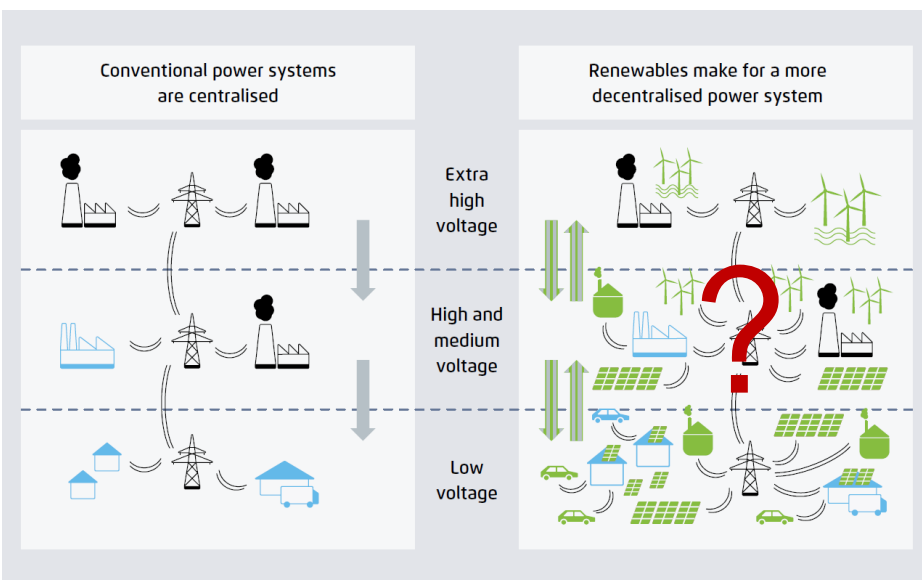 Conventional power systems
are centralised
Renewables make for a more
decentralised power system
Extra
high
voltage
High and
medium
voltage
Low
voltage
?